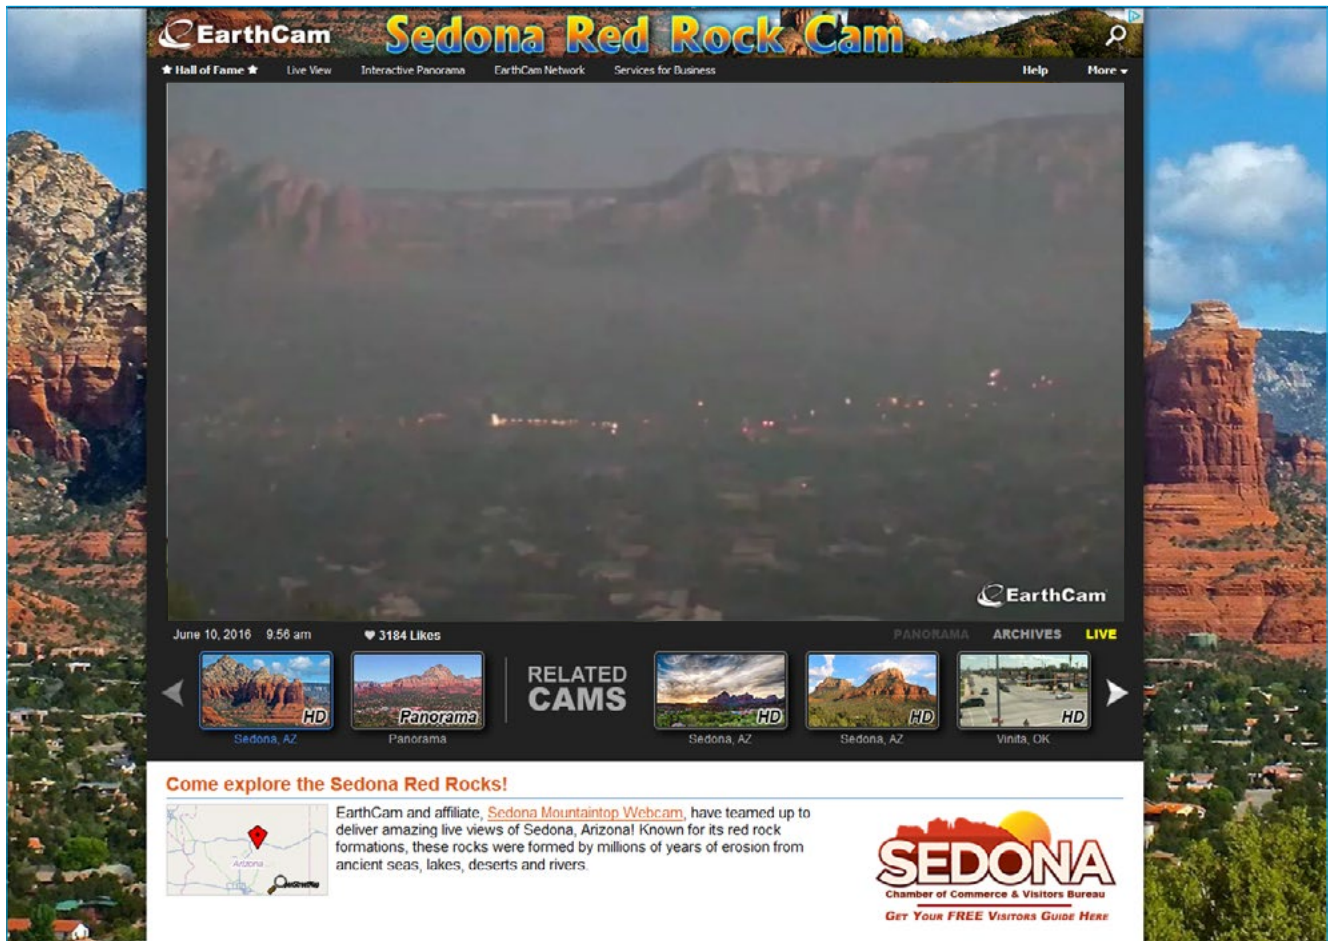 EarthCam
Sedona Red Rock Cam
★ Hall of Fame ★ Live View Interactive Panorama EarthCam Network Services for Business Help More
EarthCam
June 10, 2016 9:56 am ♥ 3184 Likes PANORAMA ARCHIVES LIVE
HD
Panorama
RELATED
CAMS
HD
HD
HD
Sedona, AZ Panorama Sedona, AZ Sedona, AZ Vinita, OK
Come explore the Sedona Red Rocks!
EarthCam and affiliate, Sedona Mountaintop Webcam, have teamed up to
deliver amazing live views of Sedona, Arizona! Known for its red rock
formations, these rocks were formed by millions of years of erosion from
ancient seas, lakes, deserts and rivers.
Arizona
SEDONA
Chamber of Commerce & Visitors Bureau
GET YOUR FREE VISITORS GUIDE HERE